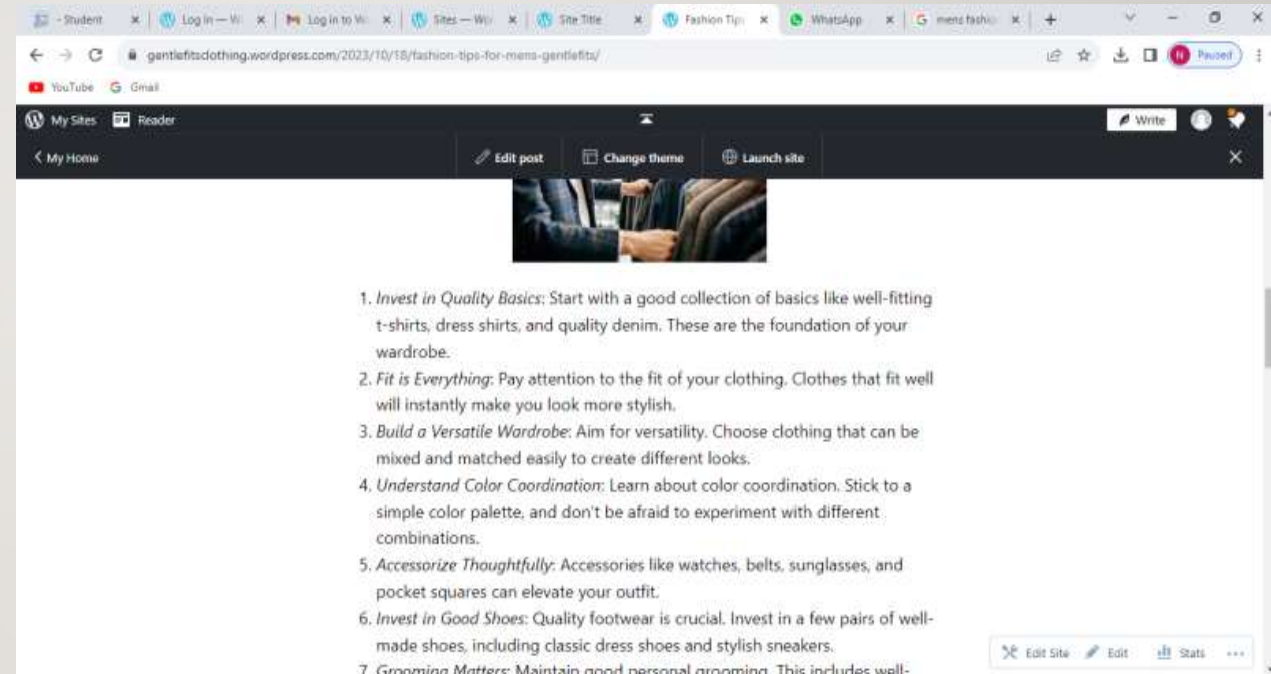 - Student
Log In — W
Log in to W
Sites — Wo
Site Title
Fashion Tip
WhatsApp
mens fashio
gentlefitsclothing.wordpress.com/2023/10/18/fashion-tips-for-mens-gentlefits/
N
Paused
YouTube
Gmail
My Sites
Reader
Write
My Home
Edit post
Change theme
Launch site
1. Invest in Quality Basics: Start with a good collection of basics like well-fitting
t-shirts, dress shirts, and quality denim. These are the foundation of your
wardrobe.
2. Fit is Everything: Pay attention to the fit of your clothing. Clothes that fit well
will instantly make you look more stylish.
3. Build a Versatile Wardrobe: Aim for versatility. Choose clothing that can be
mixed and matched easily to create different looks.
4. Understand Color Coordination: Learn about color coordination. Stick to a
simple color palette, and don't be afraid to experiment with different
combinations.
5. Accessorize Thoughtfully: Accessories like watches, belts, sunglasses, and
pocket squares can elevate your outfit.
6. Invest in Good Shoes: Quality footwear is crucial. Invest in a few pairs of well-
made shoes, including classic dress shoes and stylish sneakers.
7. Grooming Matters: Maintain good personal grooming. This includes well-
Edit Site
Edit
Stats